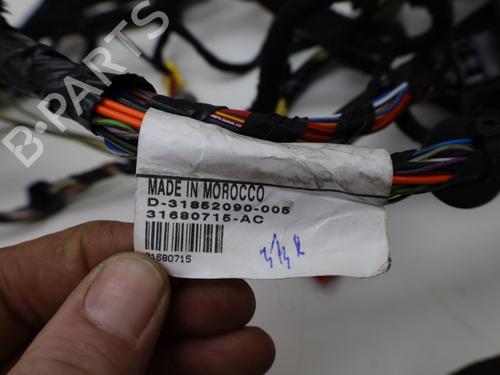 B-PARTS
MADE IN MOROCCO
D-31852090-005
31680715-AC
31680715